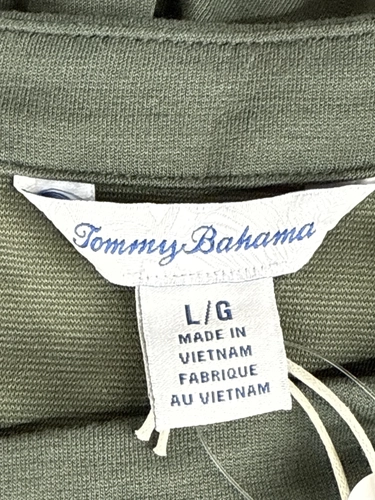 Tommy Bahama
L/G
MADE IN
VIETNAM
FABRIQUE
AU VIETNAM